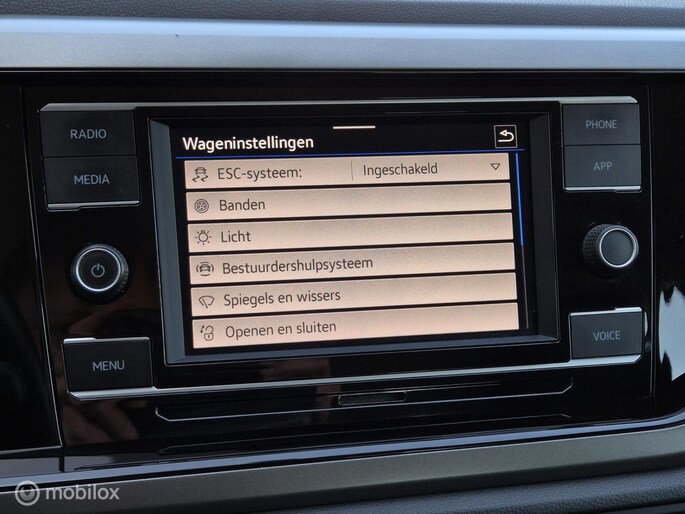 RADIO
MEDIA
MENU
Wageninstellingen
ESC-systeem: Ingeschakeld
Banden
Licht
Bestuurdershulpsysteem
Spiegels en wissers
Openen en sluiten
PHONE
APP
VOICE
mobilox